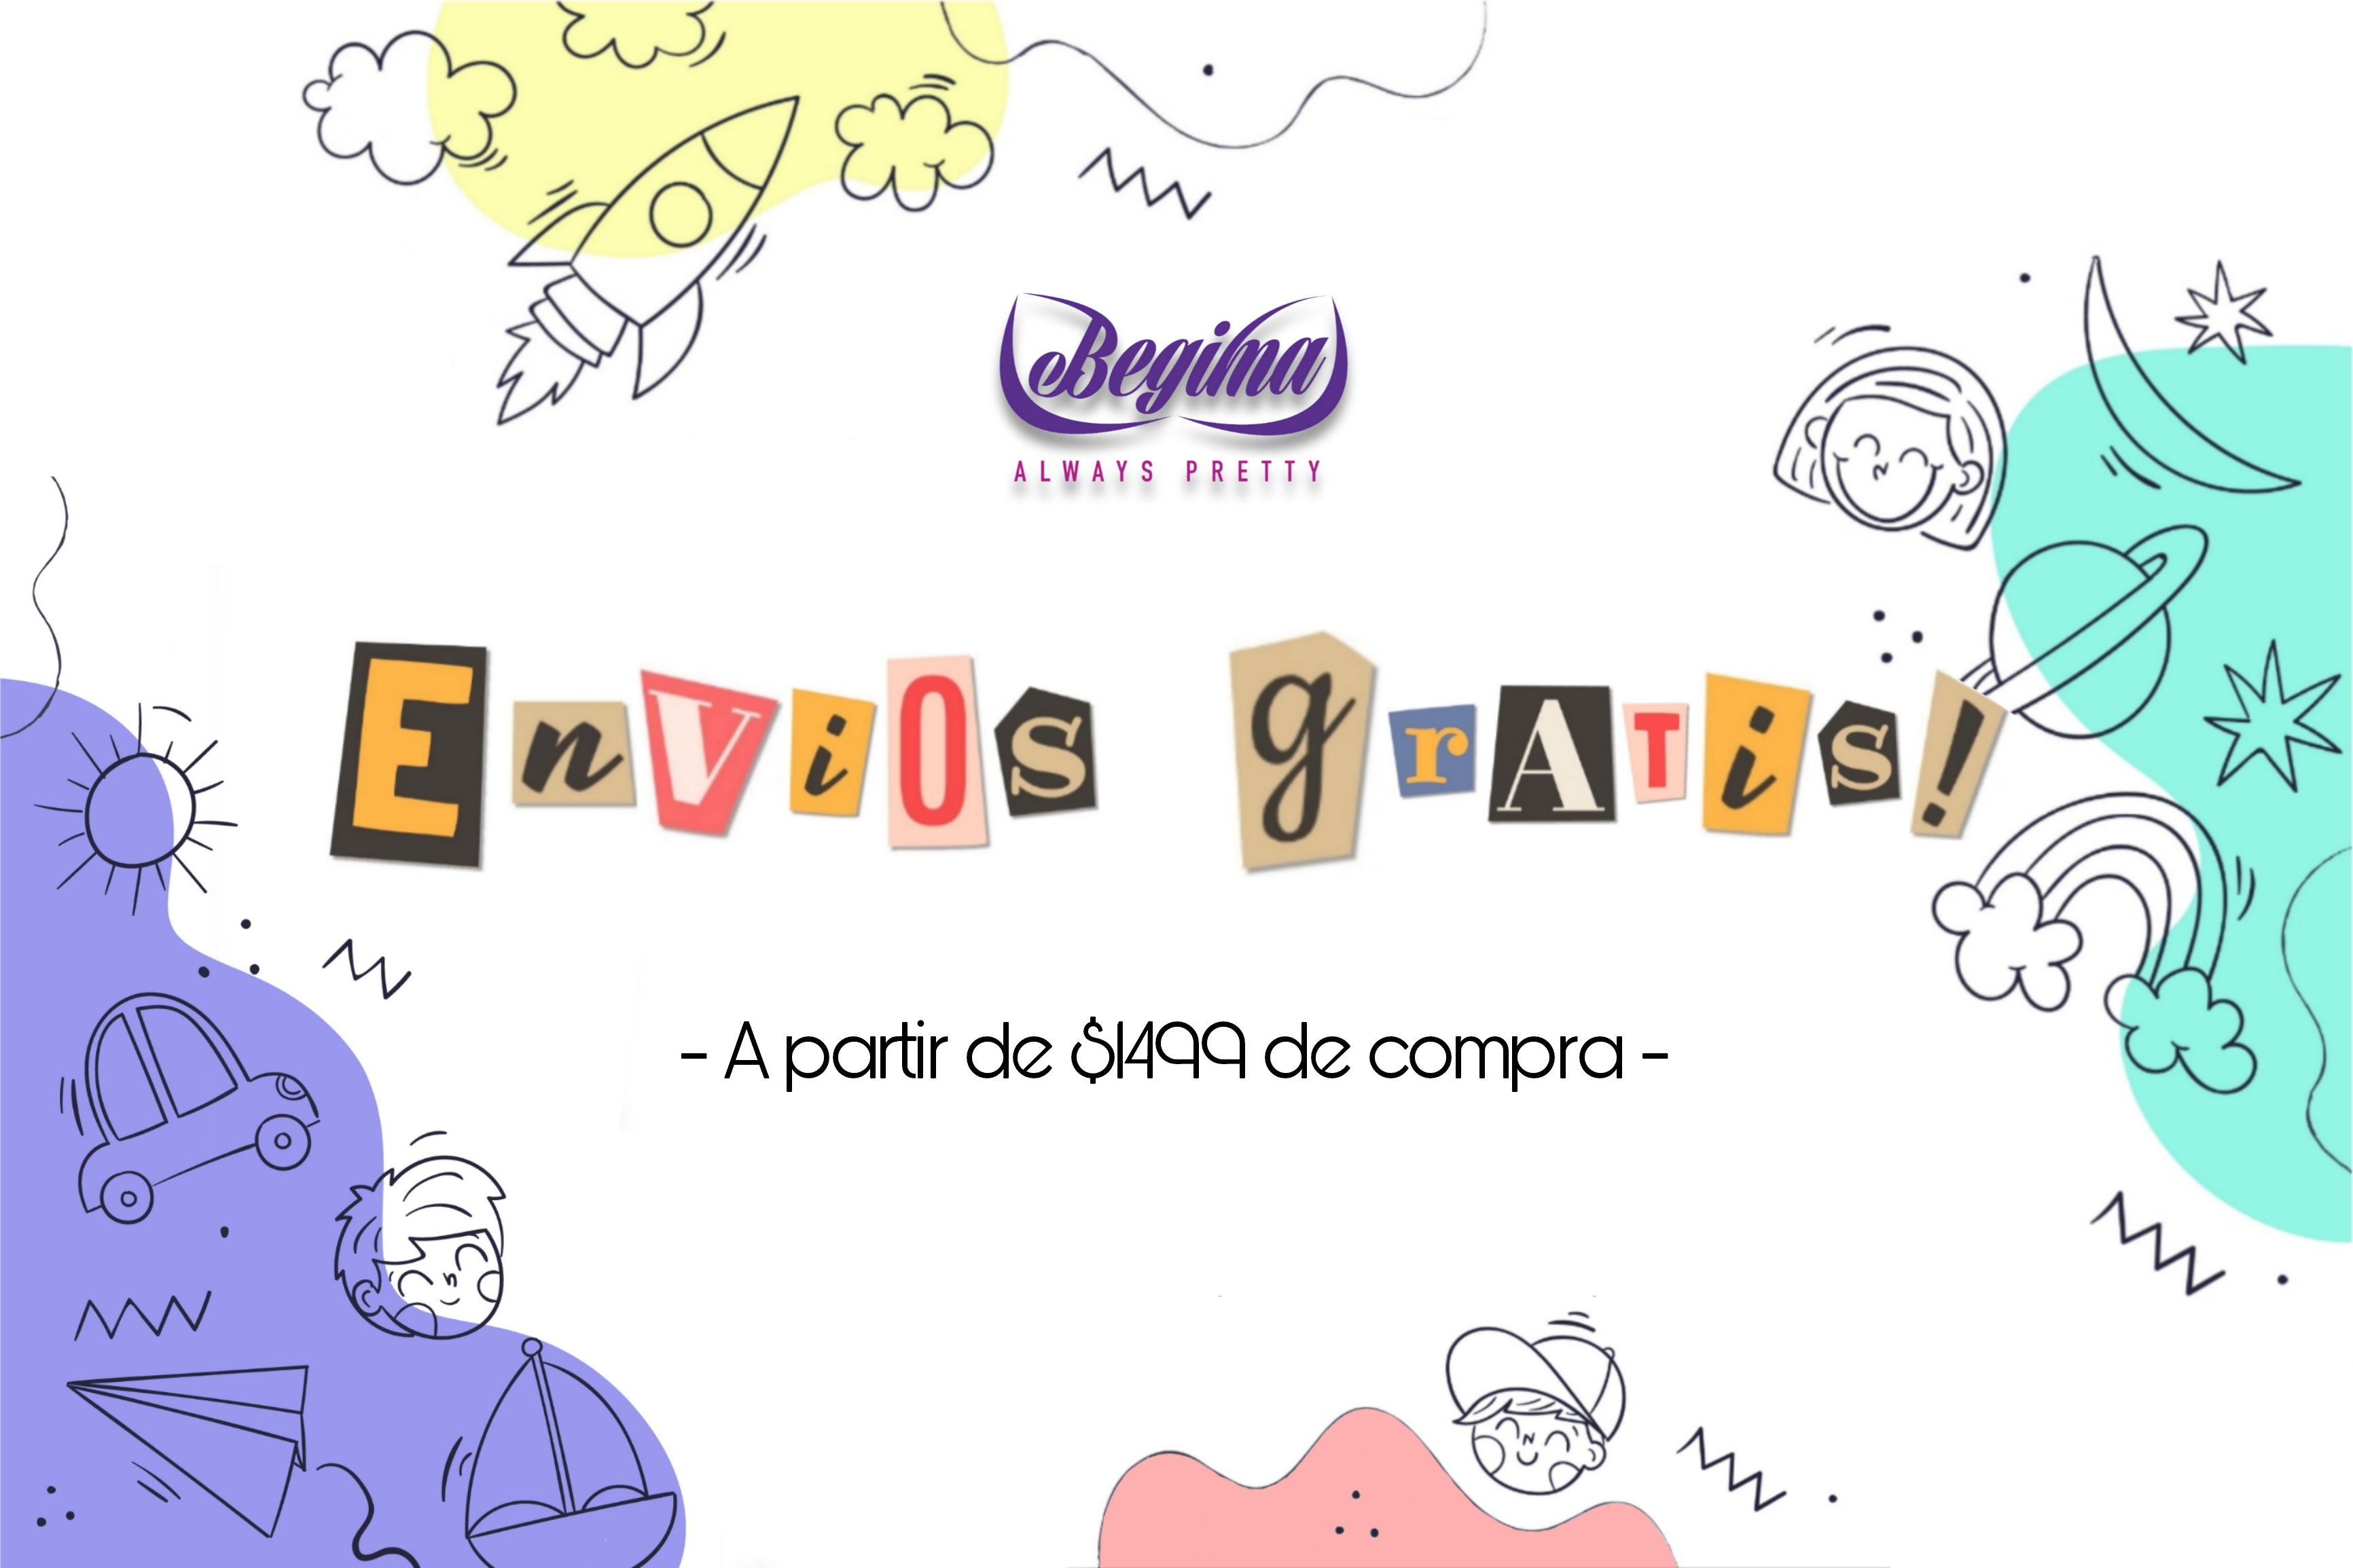 Begima
ALWAYS PRETTY
EnViOs grATis!
- A partir de $1499 de compra -